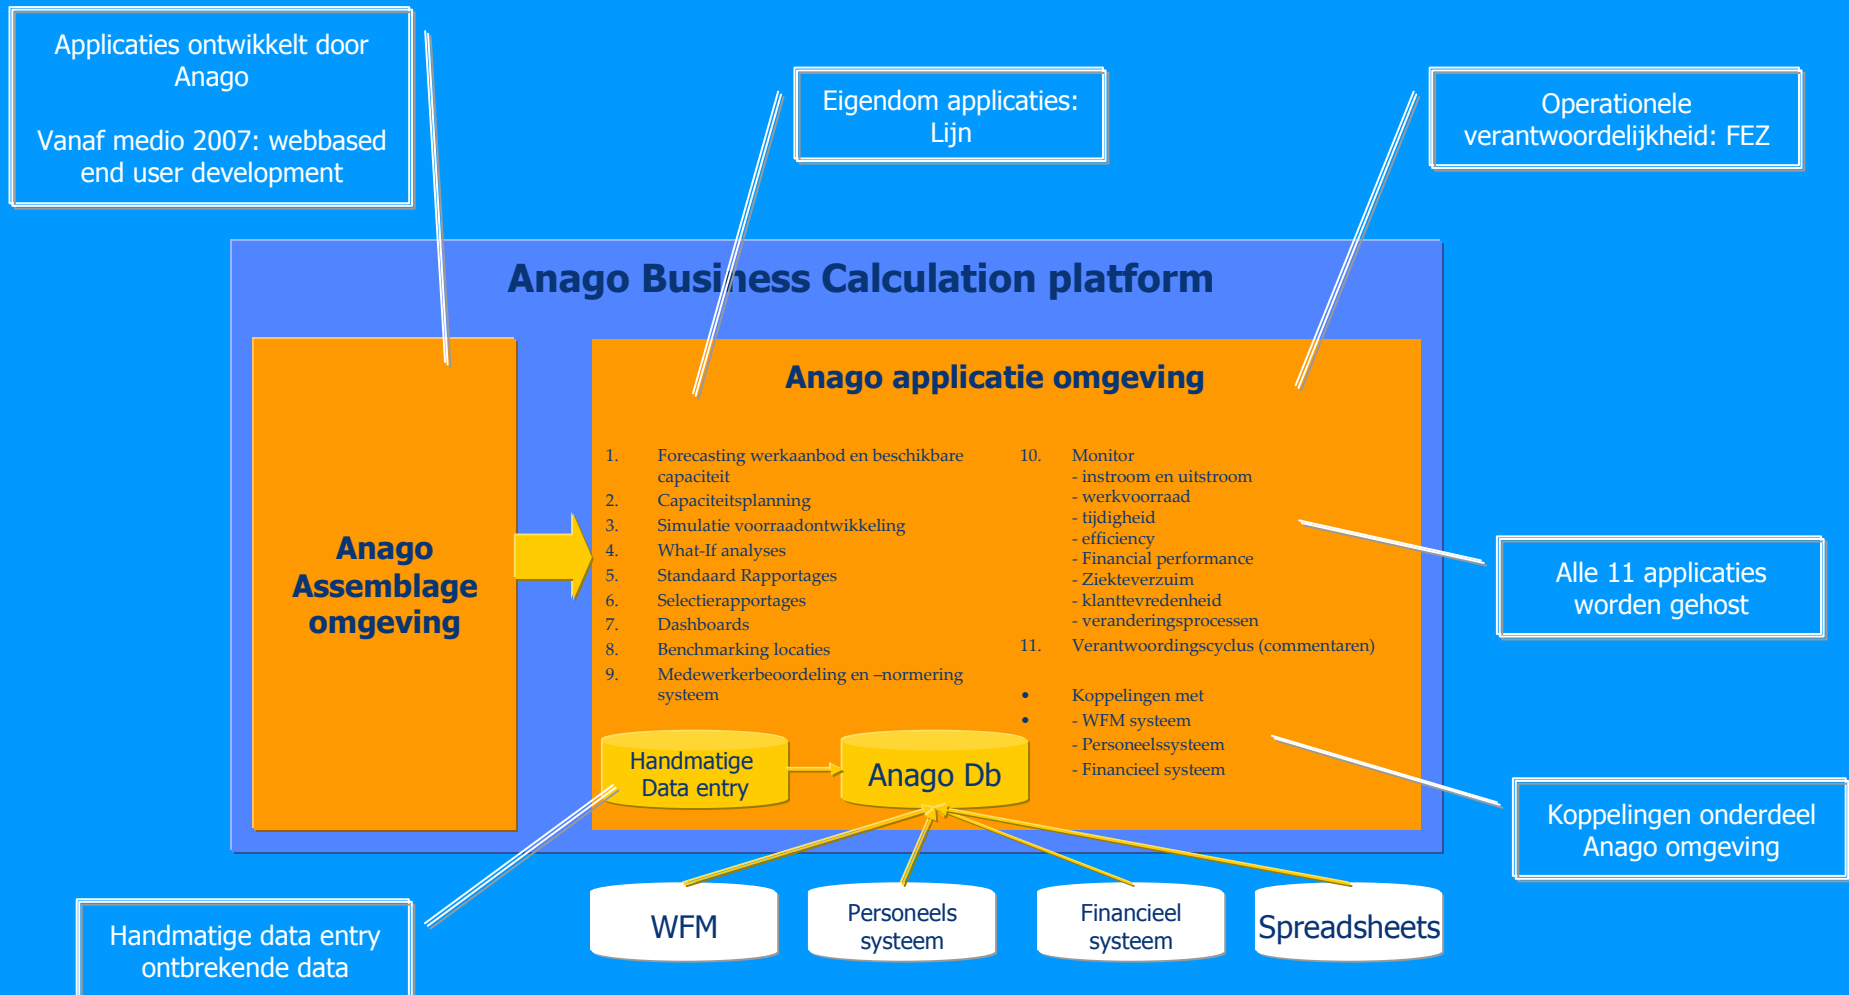 Applicaties ontwikkelt door
Anago
Vanaf medio 2007: webbased
end user development
Eigendom applicaties:
Lijn
Operationele
verantwoordelijkheid: FEZ
Anago Business Calculation platform
Anago
Assemblage
omgeving
Anago applicatie omgeving
1. Forecasting werkaanbod en beschikbare
capaciteit
2. Capaciteitsplanning
3. Simulatie voorraadontwikkeling
4. What-If analyses
5. Standaard Rapportages
6. Selectierapportages
7. Dashboards
8. Benchmarking locaties
9. Medewerkerbeoordeling en –normering
systeem
10. Monitor
- instroom en uitstroom
- werkvoorraad
- tijdigheid
- efficiency
- Financial performance
- Ziekteverzuim
- klanttevredenheid
- veranderingsprocessen
11. Verantwoordingscyclus (commentaren)
• Koppelingen met
• - WFM systeem
- Personeelssysteem
- Financieel systeem
Handmatige
Data entry
Anago Db
Alle 11 applicaties
worden gehost
Koppelingen onderdeel
Anago omgeving
WFM
Personeels
systeem
Financieel
systeem
Spreadsheets
Handmatige data entry
ontbrekende data